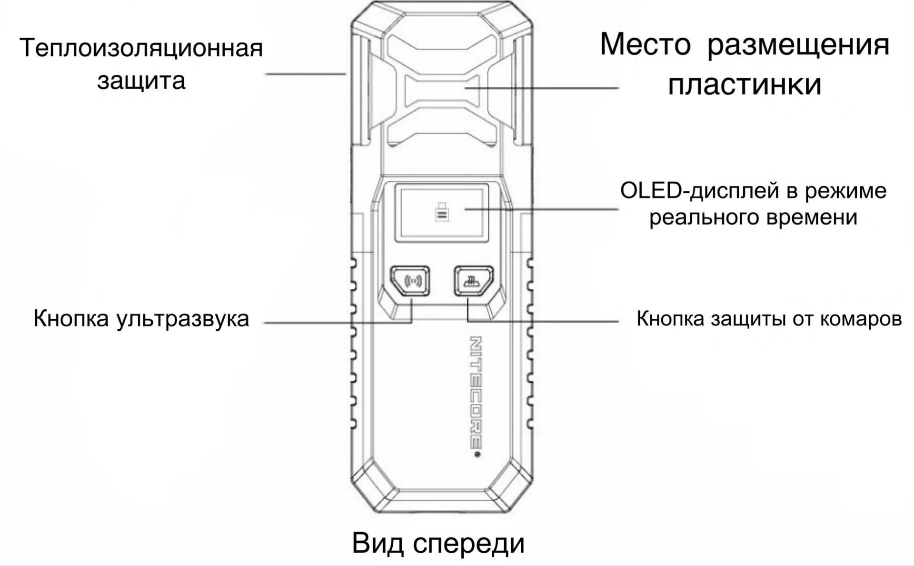 Теплоизоляционная
защита
Место размещения
пластинки
OLED-дисплей в режиме
реального времени
Кнопка ультразвука
Кнопка защиты от комаров
NITECORE®
Вид спереди